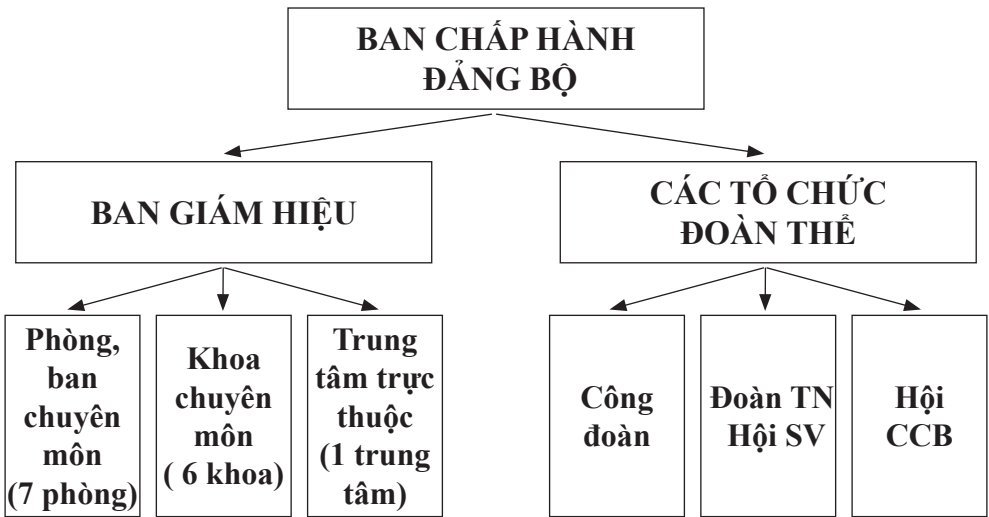 BAN CHẤP HÀNH
ĐẢNG BỘ
BAN GIÁM HIỆU
CÁC TỔ CHỨC
ĐOÀN THỂ
Phòng,
ban
chuyên
môn
(7 phòng)
Khoa
chuyên
môn
( 6 khoa)
Trung
tâm trực
thuộc
(1 trung
tâm)
Công
đoàn
Đoàn TN
Hội SV
Hội
CCB